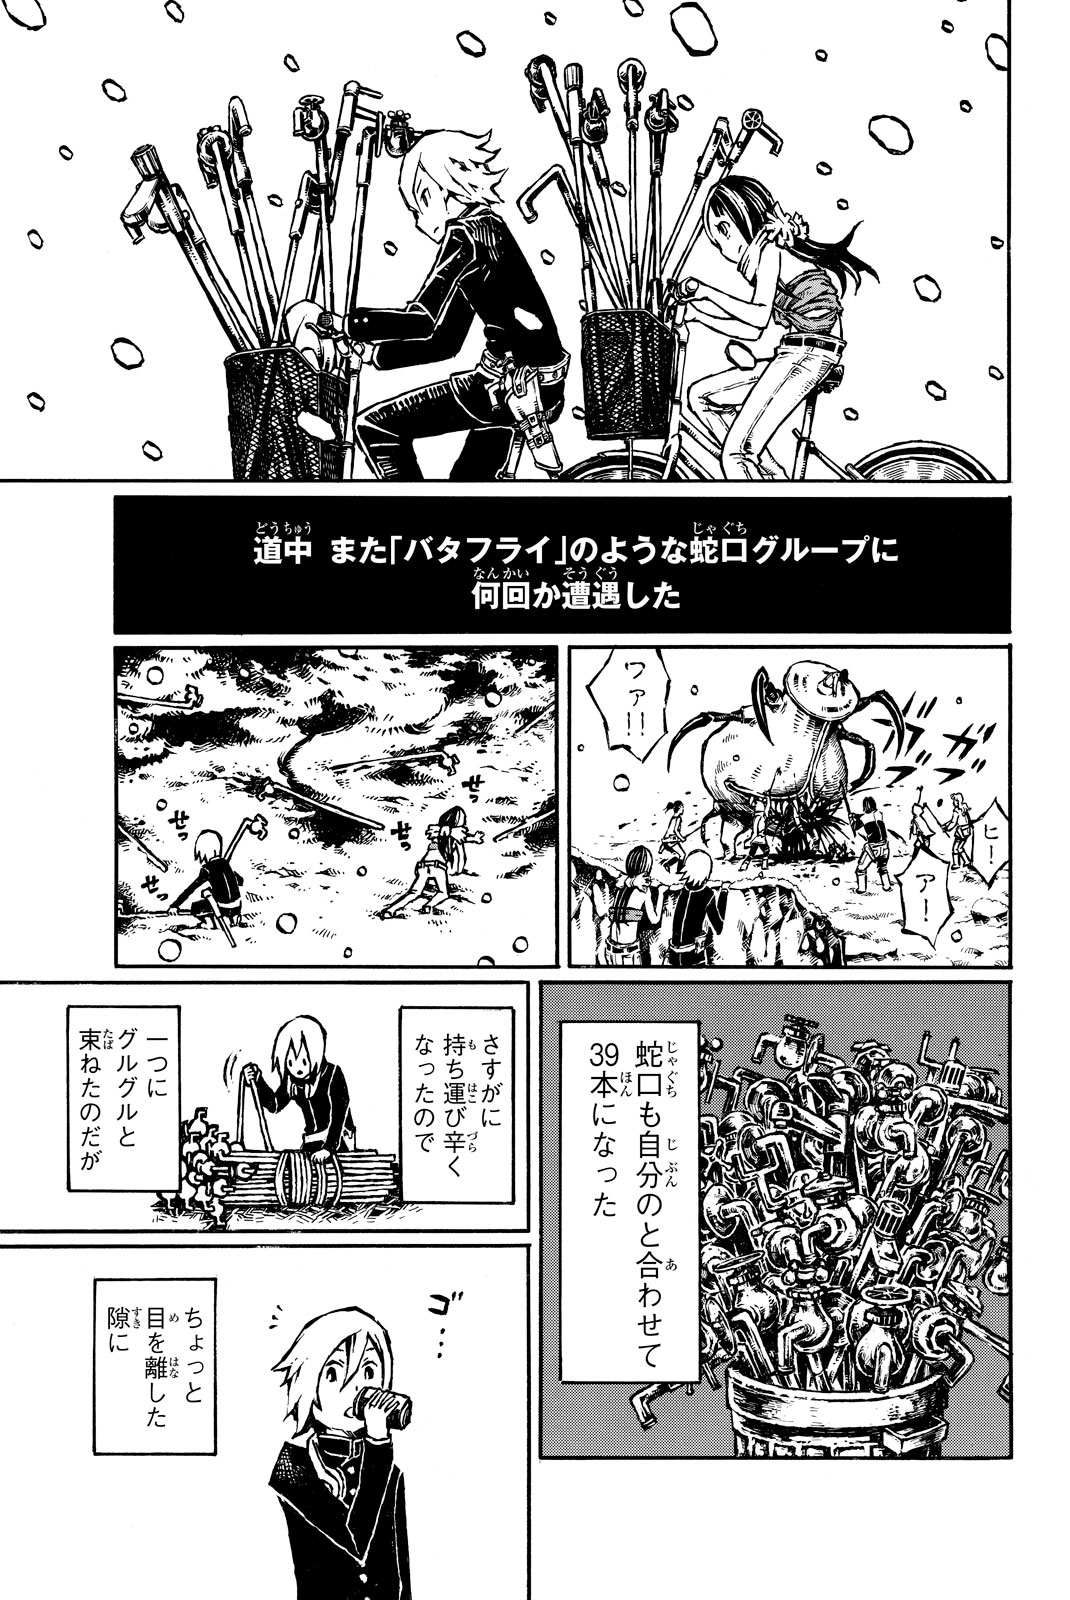 道中 また「バタフライ」のような蛇口グループに
何回か遭遇した
ワァーー
ガガガ
ブブブ
ヒー
ァー！
せっ
せっ
せっ
せっ
蛇口も自分のと合わせて
39本になった
さすがに
持ち運び辛く
なったので
一つに
グルグルと
束ねたのだが
ゴ…
ちょっと
目を離した
隙に